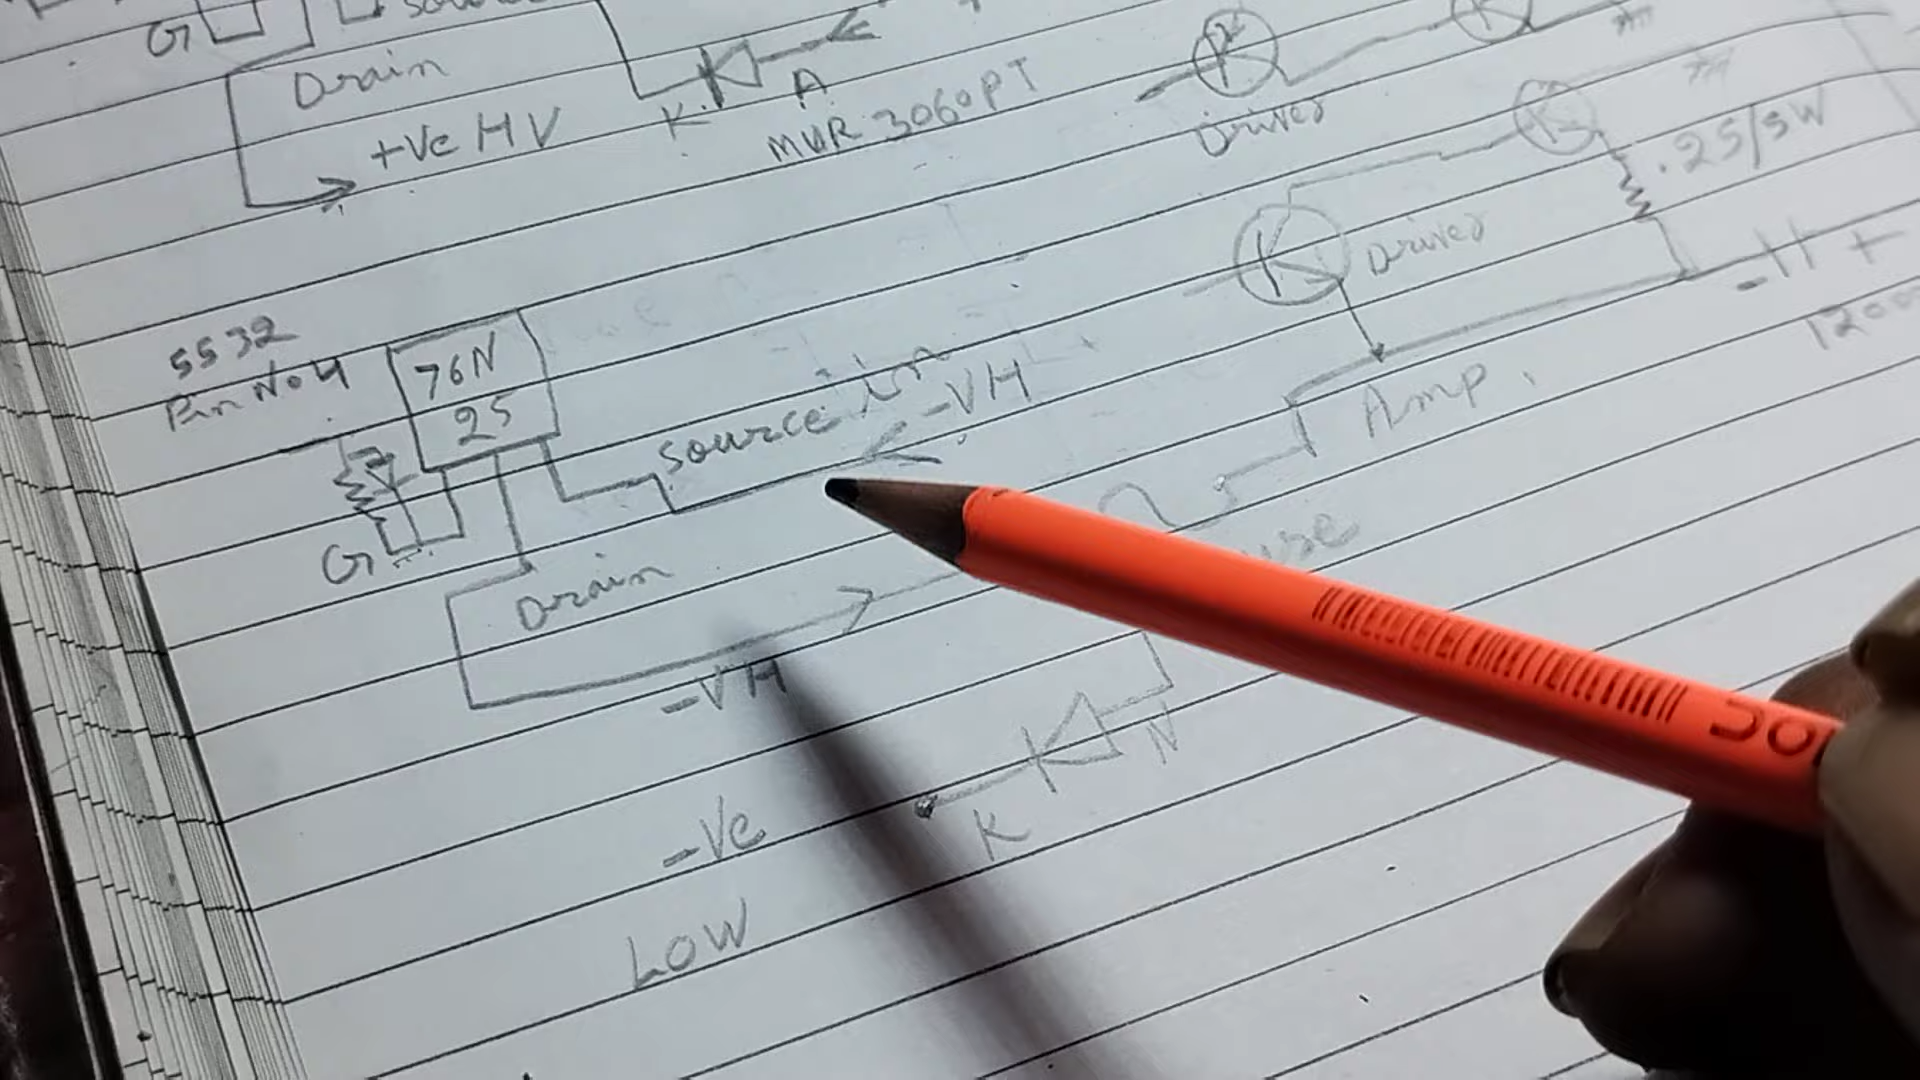 G
Drain
+Ve HV
K A
MUR 3060PT
Driver
.25/5W
Driver
- +
5532
Pin No 4
76N
25
source in
-VH
Amp.
G
Drain
-VH
N
K
-Ve
LOW